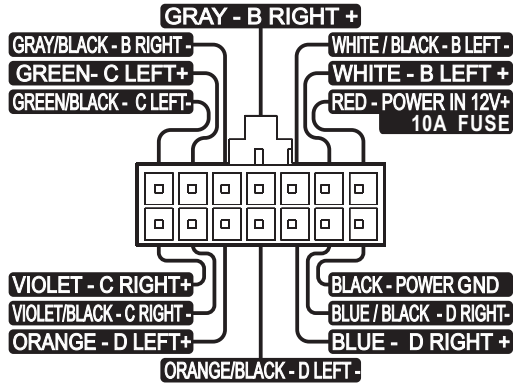 GRAY - B RIGHT +
GRAY/BLACK - B RIGHT -
GREEN- C LEFT+
GREEN/BLACK - C LEFT-
WHITE / BLACK - B LEFT -
WHITE - B LEFT +
RED - POWER IN 12V+
10A FUSE
VIOLET - C RIGHT+
VIOLET/BLACK - C RIGHT -
ORANGE - D LEFT+
BLACK - POWER GND
BLUE / BLACK - D RIGHT-
BLUE - D RIGHT +
ORANGE/BLACK - D LEFT -